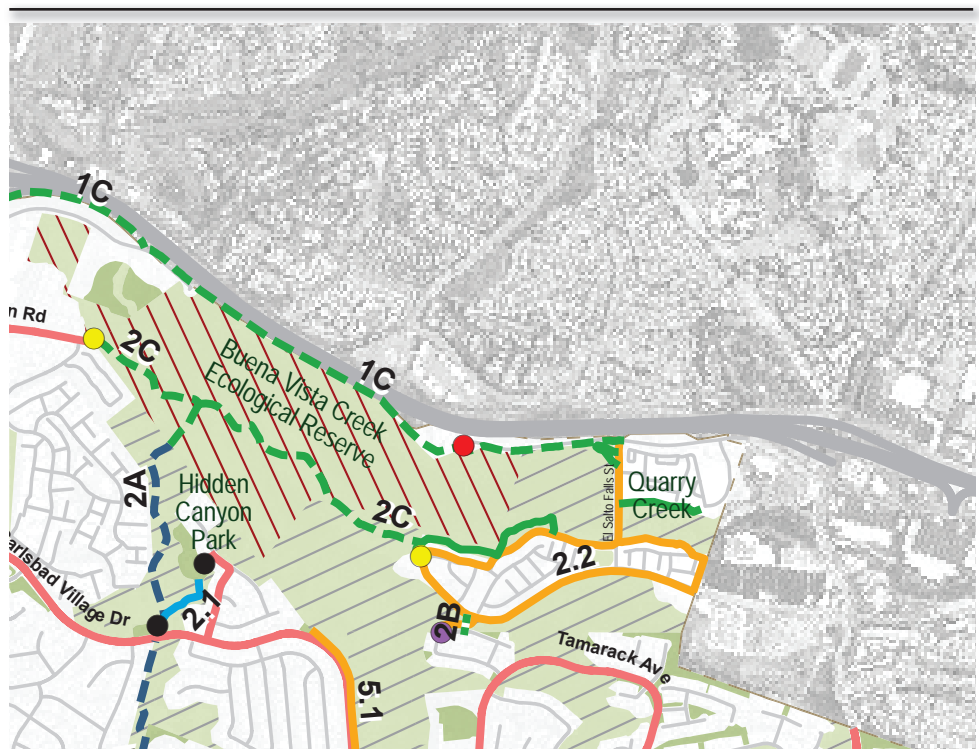 1C
n Rd
2C
Buena Vista Creek
Ecological Reserve
1C
2A
Hidden
Canyon
Park
2C
El Salto Falls St
Quarry
Creek
2.2
arlsbad Village Dr
2.1
2B
Tamarack Ave
5.1